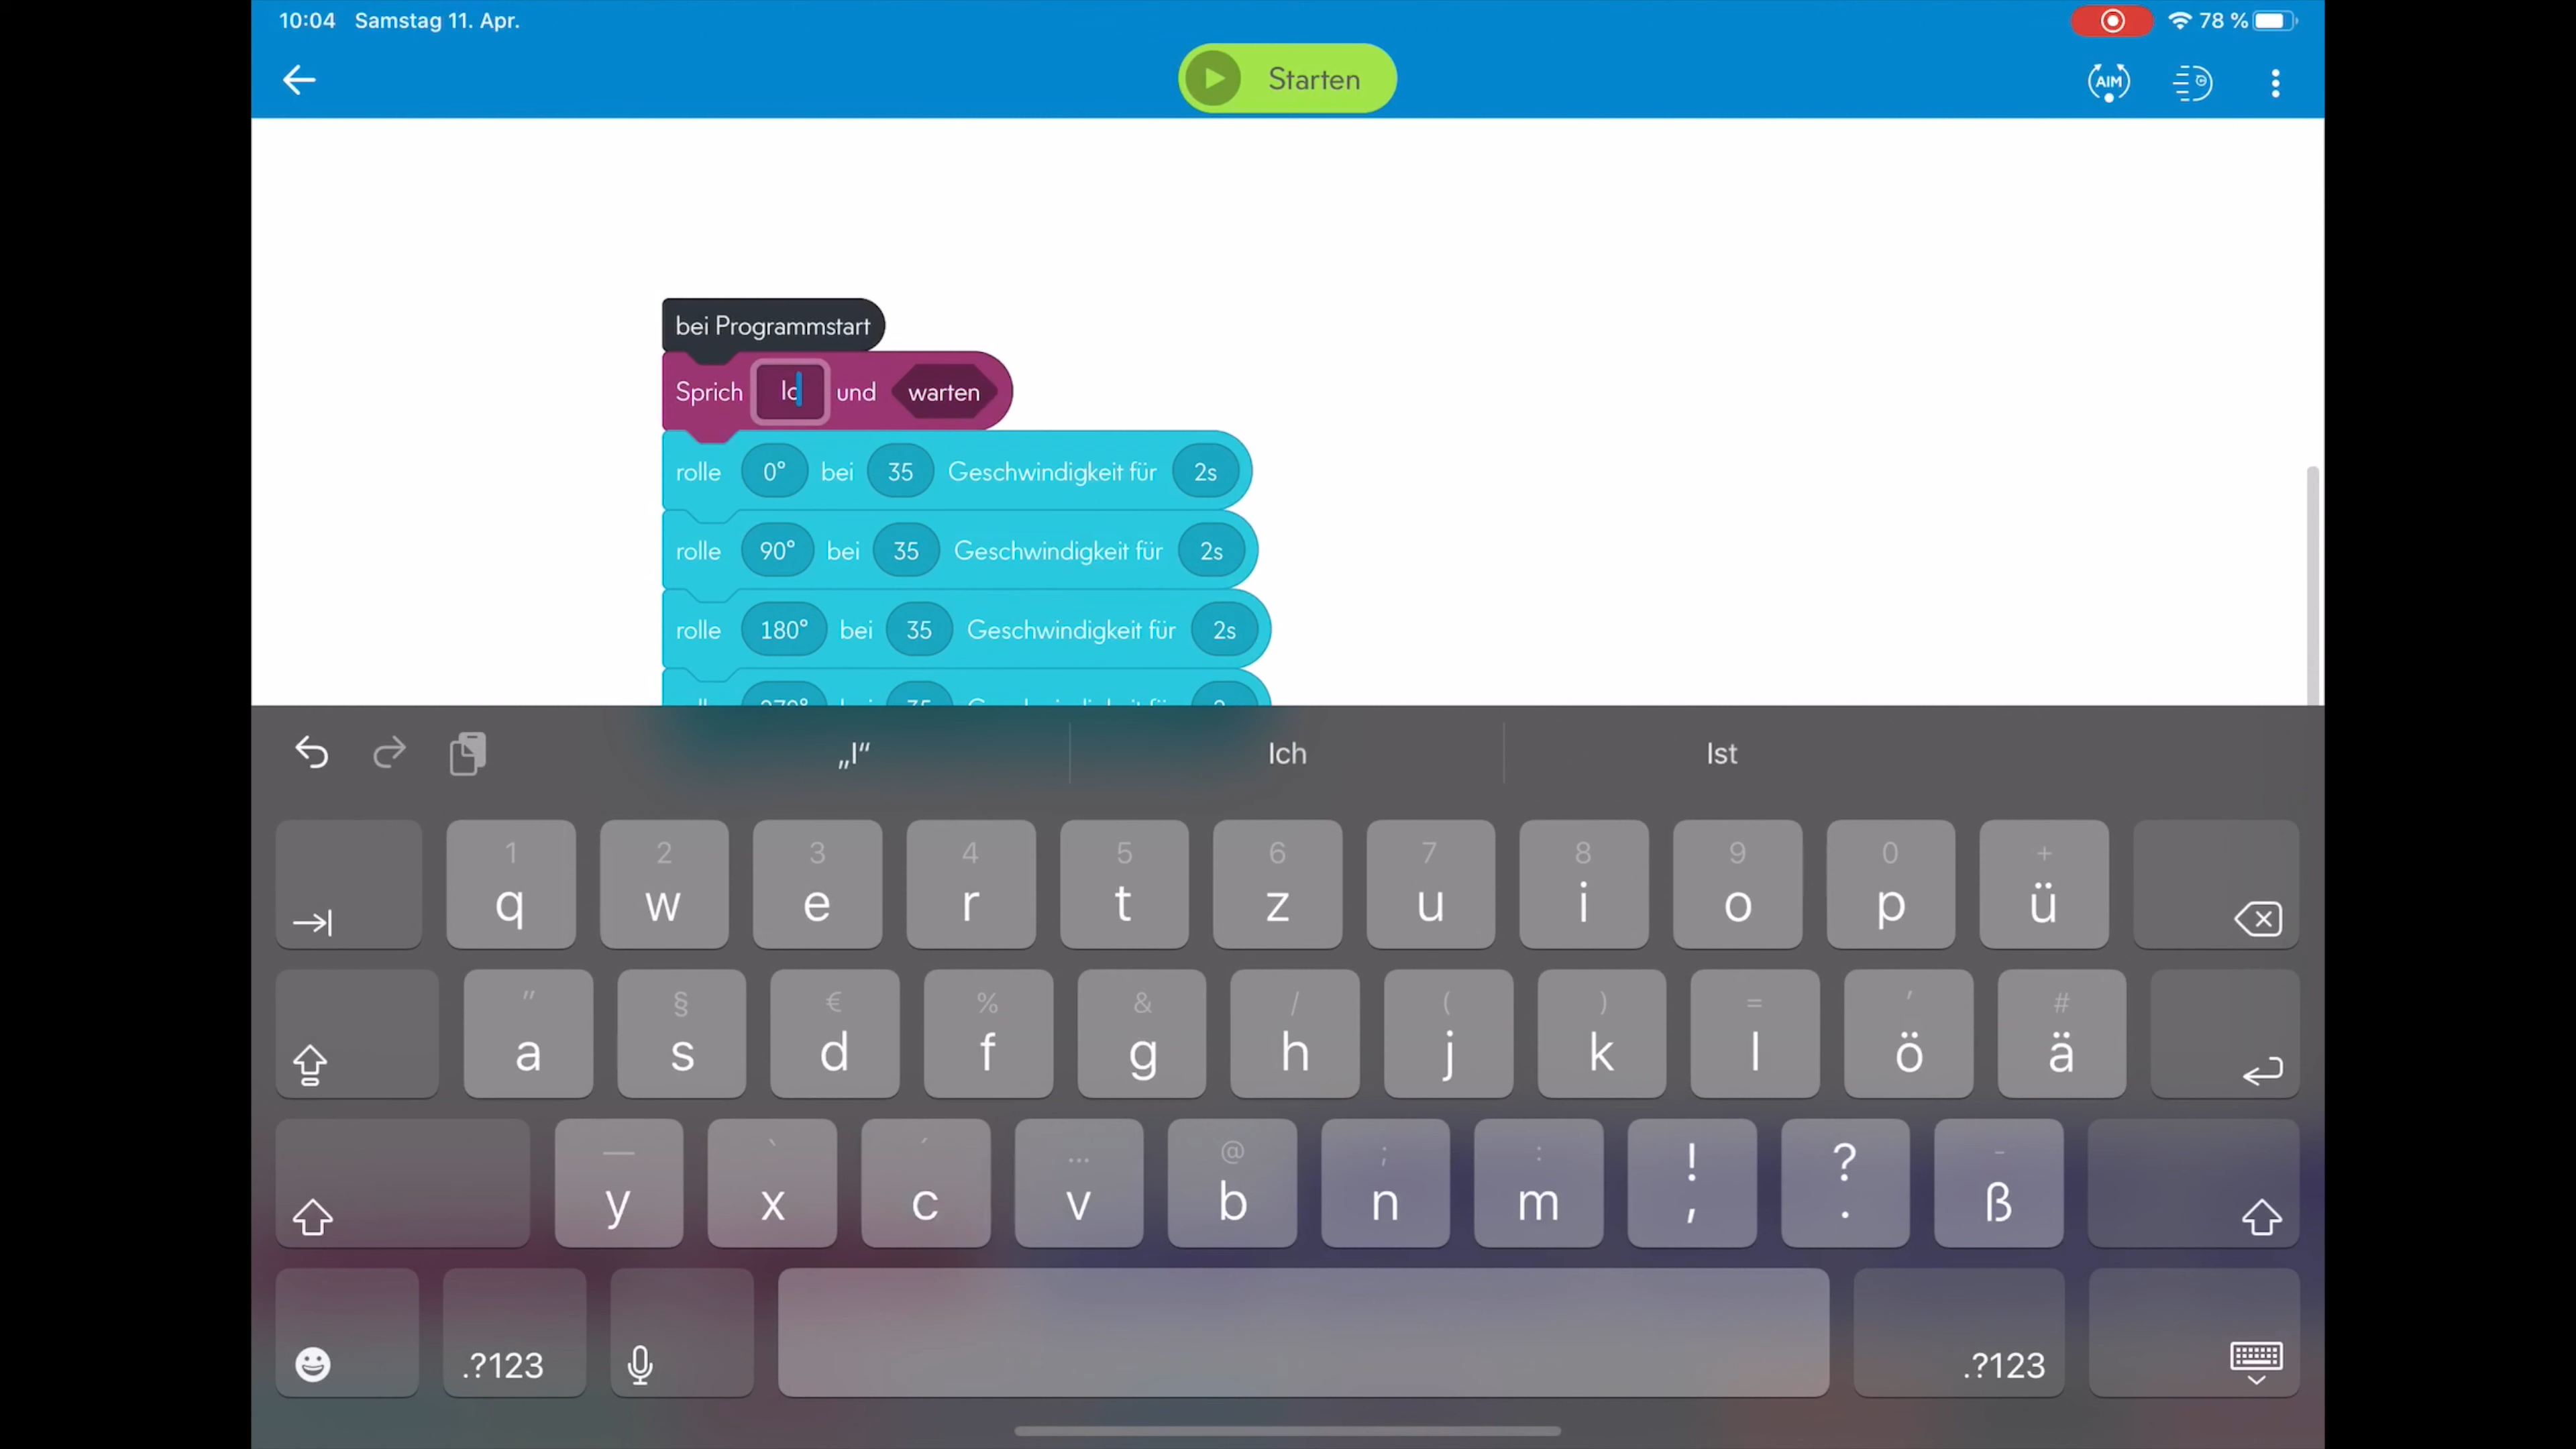 10:04 Samstag 11. Apr. 78 %
Starten
AIM
bei Programmstart
Sprich Ic und warten
rolle 0° bei 35 Geschwindigkeit für 2s
rolle 90° bei 35 Geschwindigkeit für 2s
rolle 180° bei 35 Geschwindigkeit für 2s
„I“ Ich Ist
1 2 3 4 5 6 7 8 9 0 +
q w e r t z u i o p ü
" § € % & / ( ) = ' #
a s d f g h j k l ö ä
— ` ´ ... @ ; : ! ? -
y x c v b n m , . ß
.?123 .?123